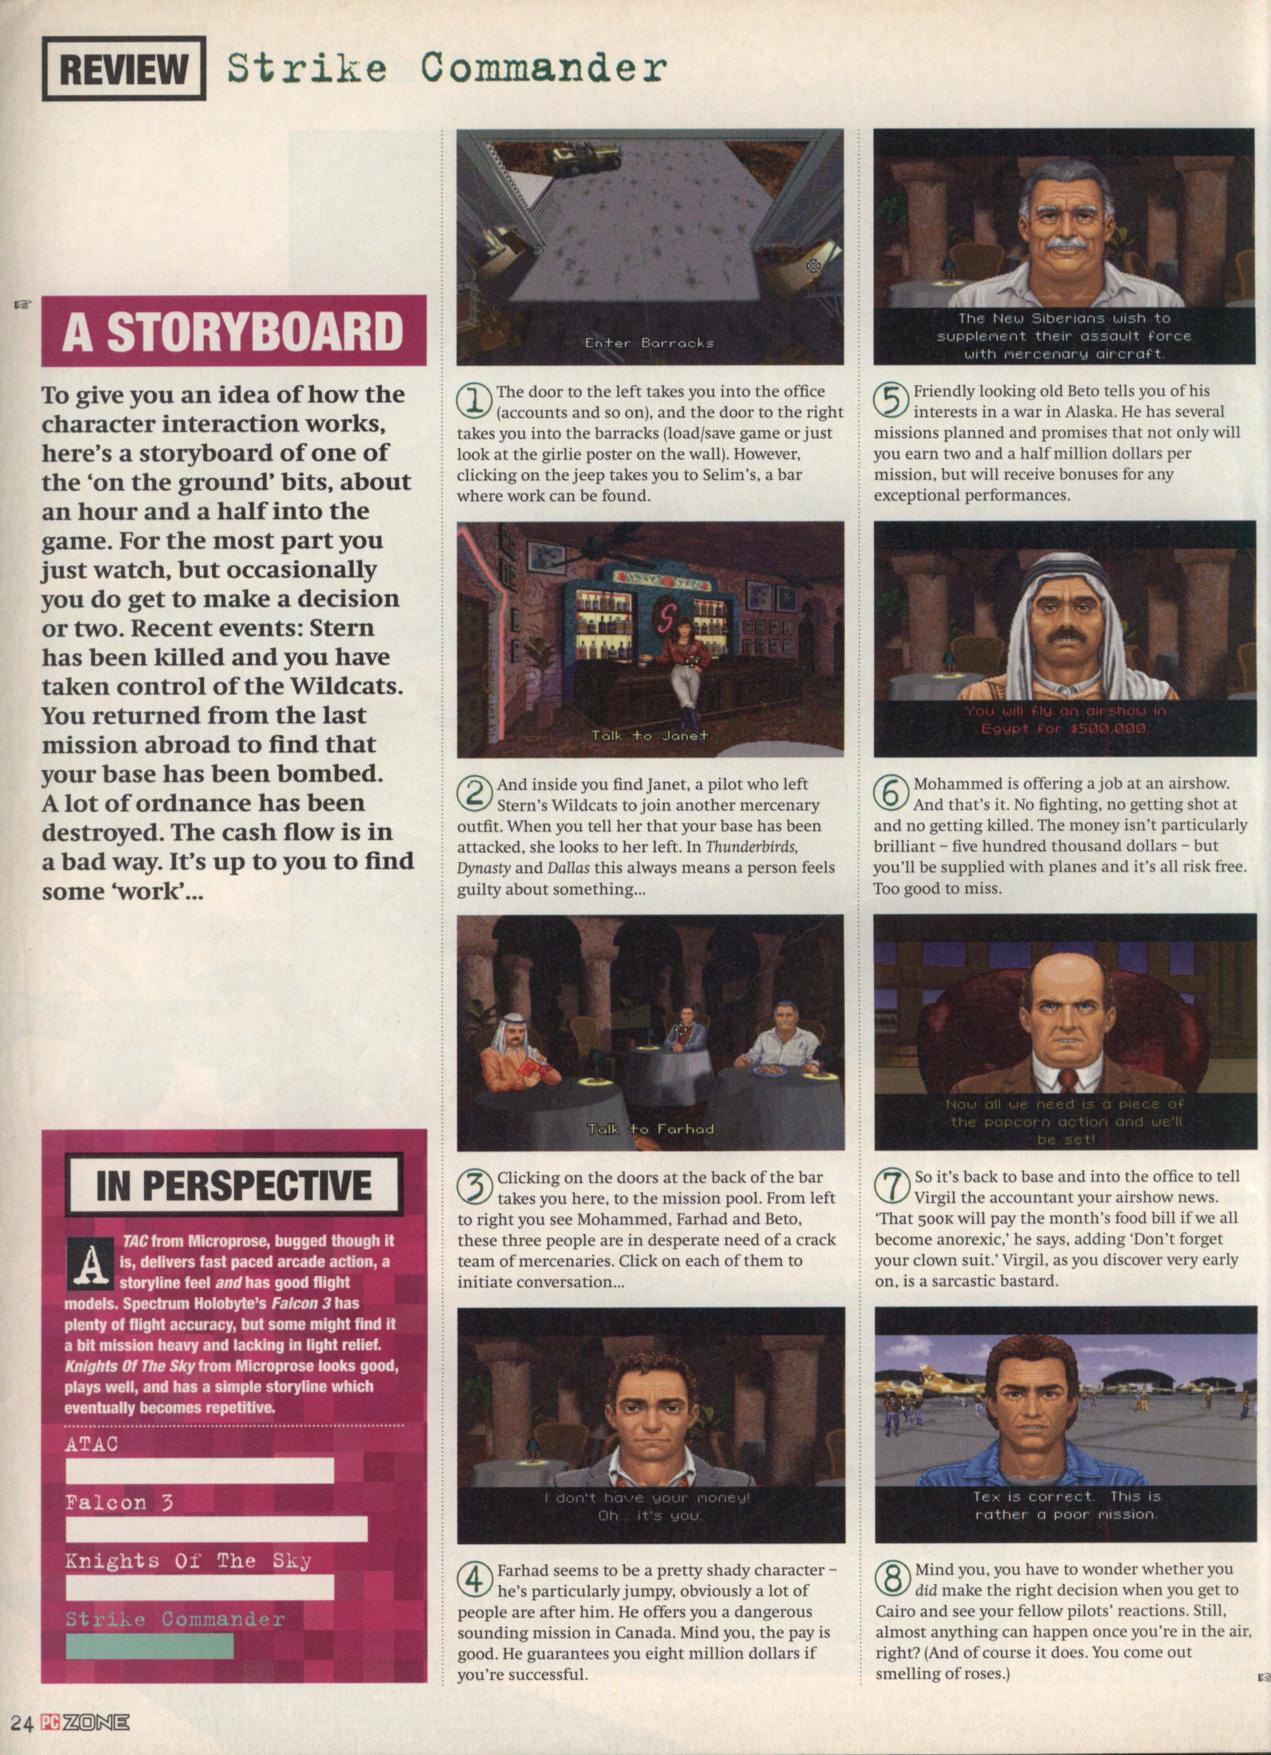 REVIEW Strike Commander
A STORYBOARD
To give you an idea of how the
character interaction works,
here's a storyboard of one of
the ‘on the ground’ bits, about
an hour and a half into the
game. For the most part you
just watch, but occasionally
you do get to make a decision
or two. Recent events: Stern
has been killed and you have
taken control of the Wildcats.
You returned from the last
mission abroad to find that
your base has been bombed.
A lot of ordnance has been
destroyed. The cash flow is in
a bad way. It's up to you to find
some ‘work’...
IN PERSPECTIVE
ATAC from Microprose, bugged though it
is, delivers fast paced arcade action, a
storyline feel and has good flight
models. Spectrum Holobyte's Falcon 3 has
plenty of flight accuracy, but some might find it
a bit mission heavy and lacking in light relief.
Knights Of The Sky from Microprose looks good,
plays well, and has a simple storyline which
eventually becomes repetitive.
ATAC
Falcon 3
Knights Of The Sky
Strike Commander
Enter Barracks
1 The door to the left takes you into the office
(accounts and so on), and the door to the right
takes you into the barracks (load/save game or just
look at the girlie poster on the wall). However,
clicking on the jeep takes you to Selim's, a bar
where work can be found.
S
Talk to Janet
2 And inside you find Janet, a pilot who left
Stern's Wildcats to join another mercenary
outfit. When you tell her that your base has been
attacked, she looks to her left. In Thunderbirds,
Dynasty and Dallas this always means a person feels
guilty about something...
Talk to Farhad
3 Clicking on the doors at the back of the bar
takes you here, to the mission pool. From left
to right you see Mohammed, Farhad and Beto,
these three people are in desperate need of a crack
team of mercenaries. Click on each of them to
initiate conversation...
I don't have your money!
Oh... it's you.
4 Farhad seems to be a pretty shady character –
he's particularly jumpy, obviously a lot of
people are after him. He offers you a dangerous
sounding mission in Canada. Mind you, the pay is
good. He guarantees you eight million dollars if
you're successful.
The New Siberians wish to
supplement their assault force
with mercenary aircraft.
5 Friendly looking old Beto tells you of his
interests in a war in Alaska. He has several
missions planned and promises that not only will
you earn two and a half million dollars per
mission, but will receive bonuses for any
exceptional performances.
You will fly an airshow in
Egypt for $500,000.
6 Mohammed is offering a job at an airshow.
And that's it. No fighting, no getting shot at
and no getting killed. The money isn't particularly
brilliant – five hundred thousand dollars – but
you'll be supplied with planes and it's all risk free.
Too good to miss.
Now all we need is a piece of
the popcorn action and we'll
be set!
7 So it's back to base and into the office to tell
Virgil the accountant your airshow news.
‘That 500K will pay the month's food bill if we all
become anorexic,’ he says, adding ‘Don't forget
your clown suit.’ Virgil, as you discover very early
on, is a sarcastic bastard.
Tex is correct. This is
rather a poor mission.
8 Mind you, you have to wonder whether you
did make the right decision when you get to
Cairo and see your fellow pilots' reactions. Still,
almost anything can happen once you're in the air,
right? (And of course it does. You come out
smelling of roses.)
24 PC ZONE